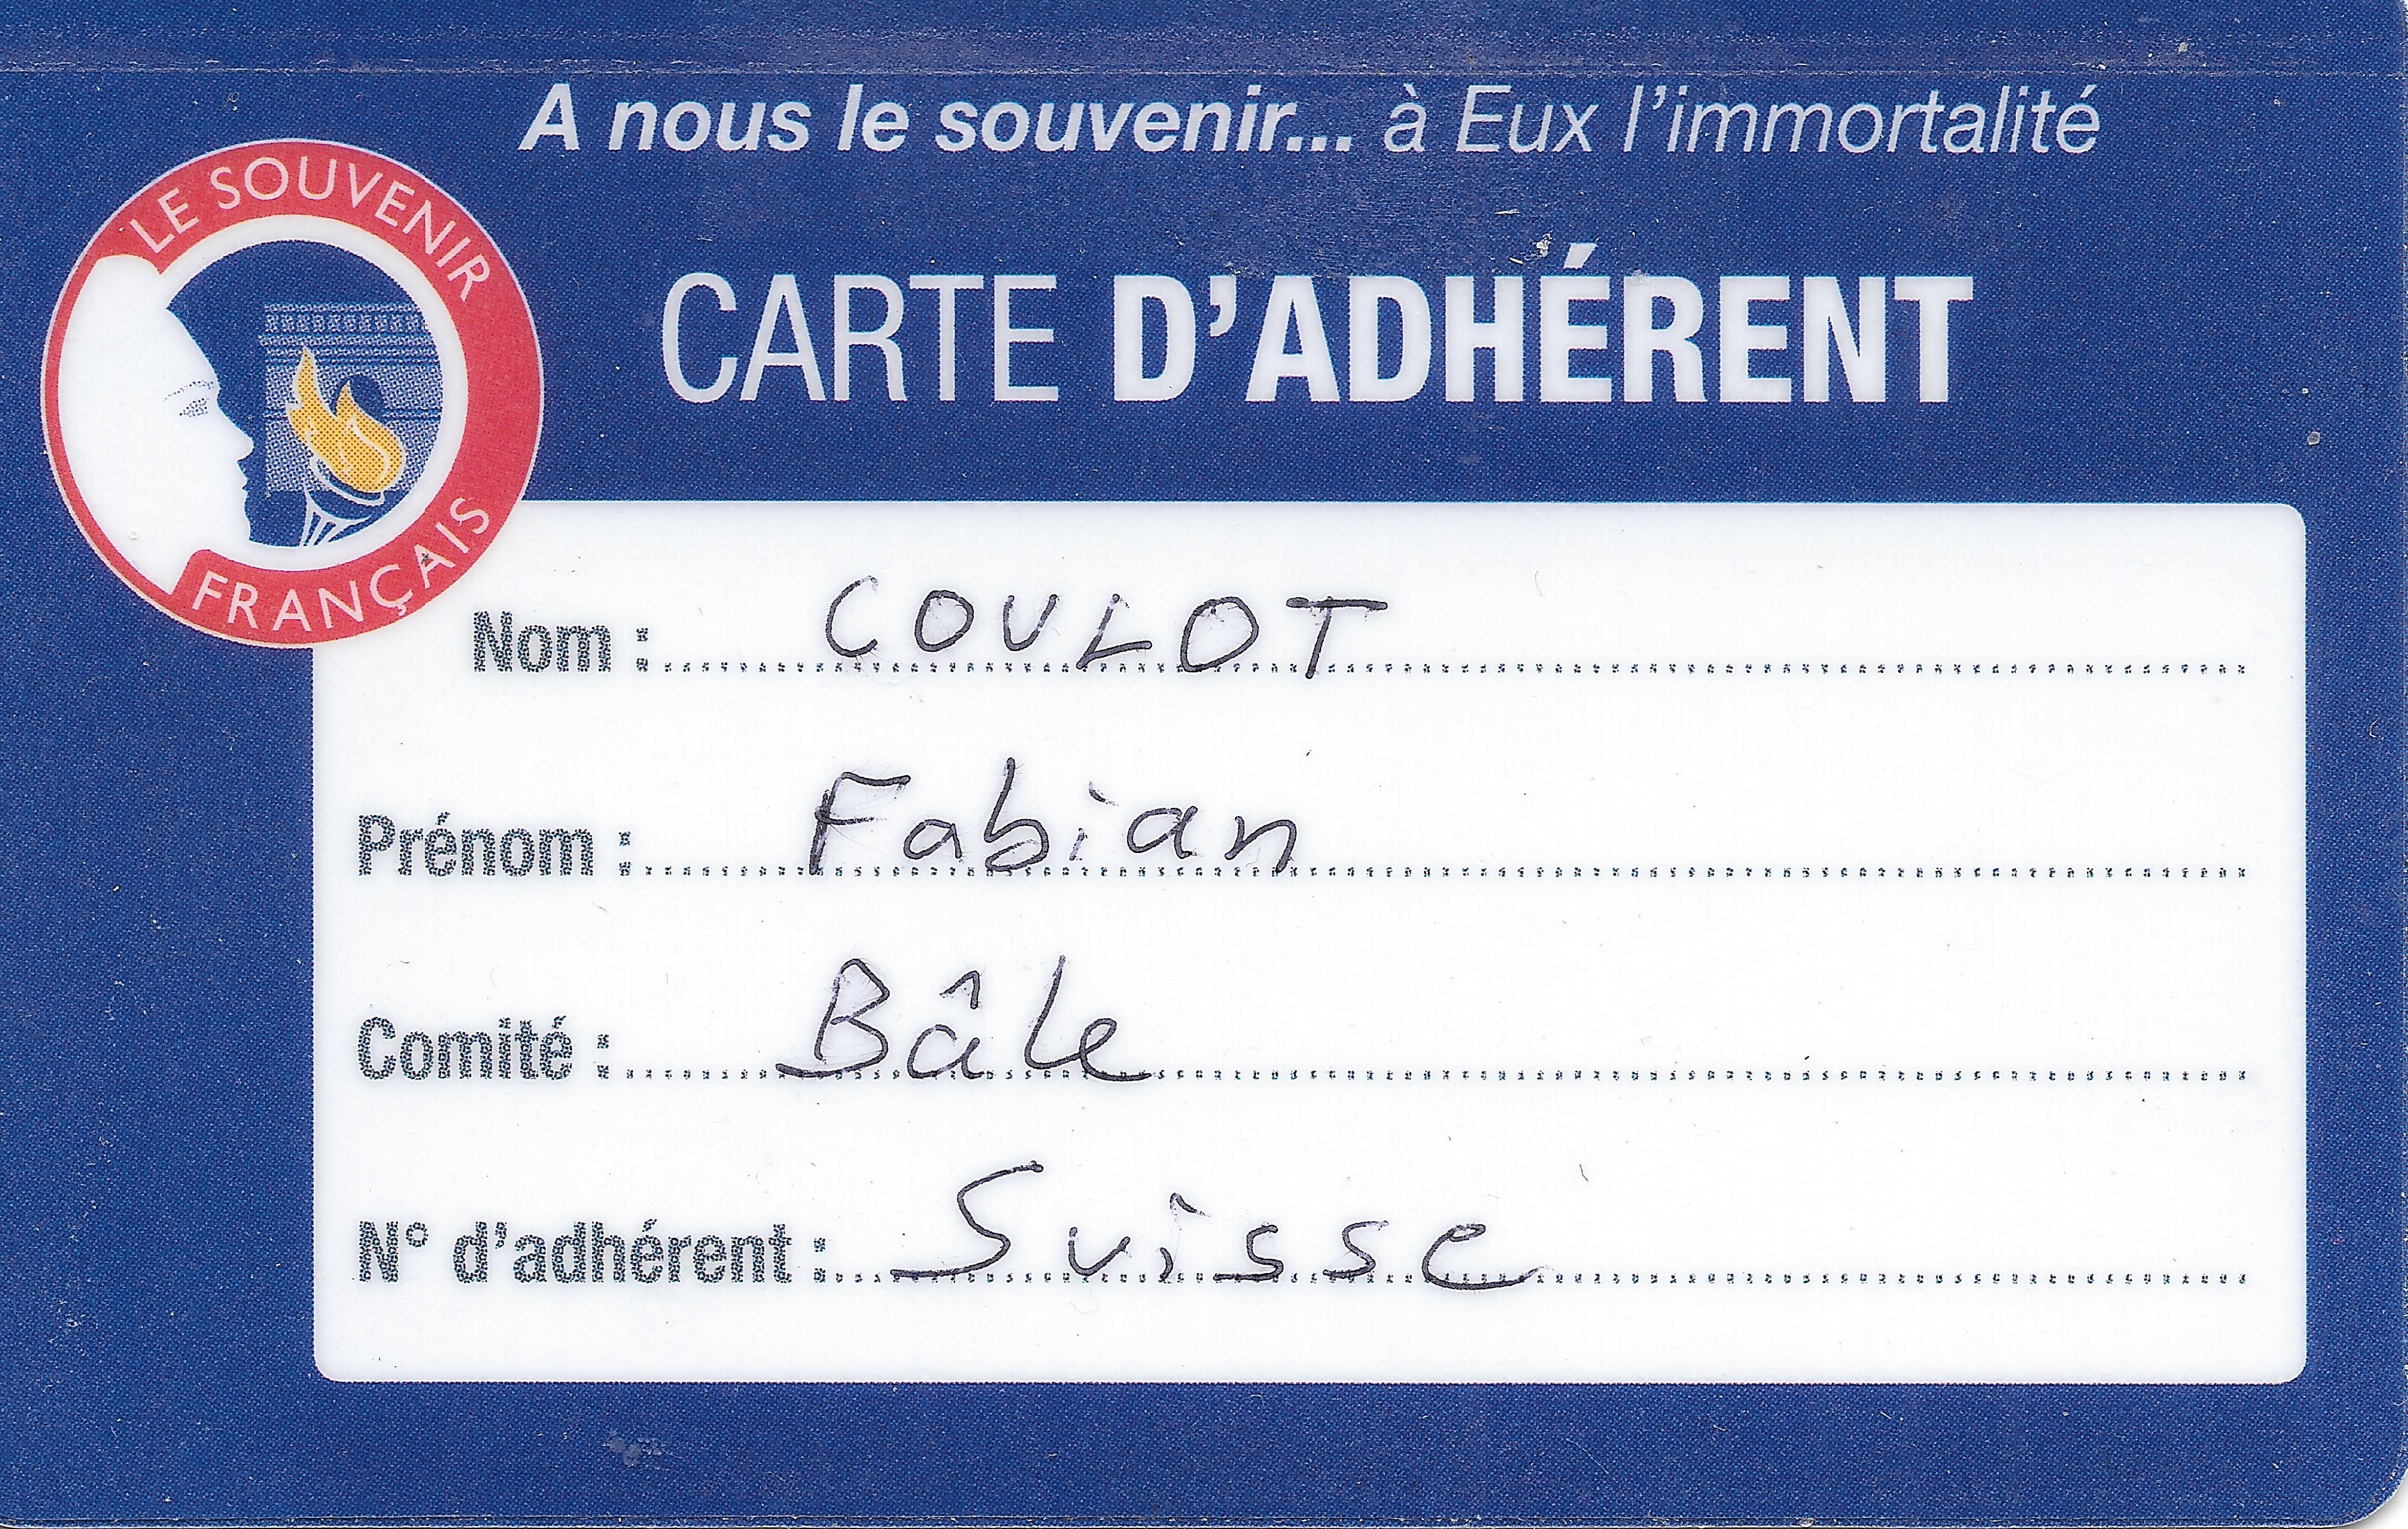 A nous le souvenir... à Eux l'immortalité
LE SOUVENIR
FRANÇAIS
CARTE D'ADHÉRENT
Nom : COULOT
Prénom : Fabian
Comité : Bâle
N° d'adhérent : Suisse